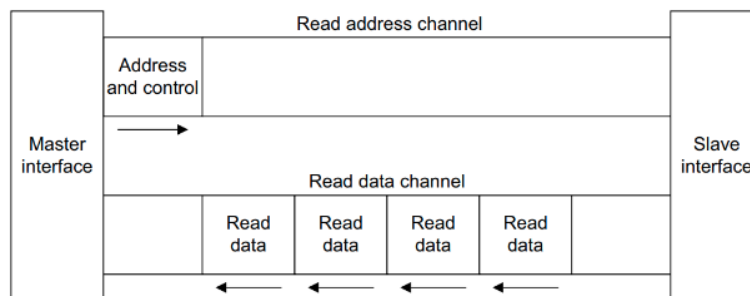 Read address channel
Address
and control
Master
interface
Slave
interface
Read data channel
Read
data
Read
data
Read
data
Read
data